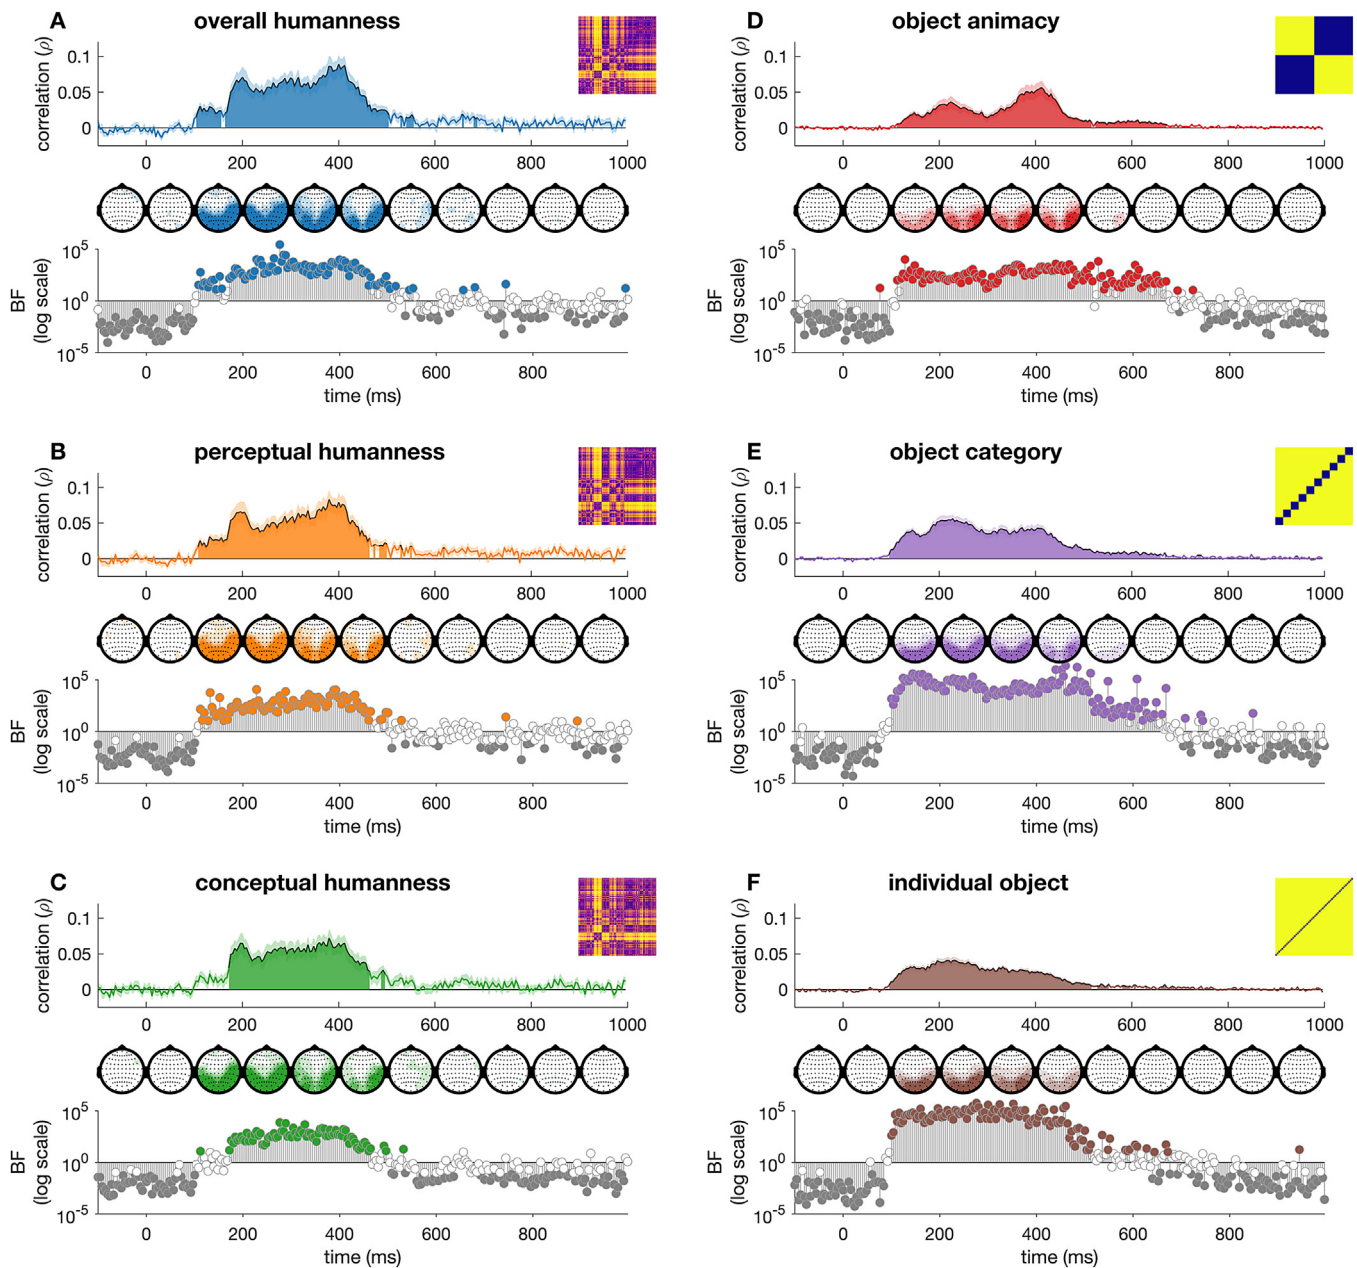 A overall humanness
correlation (ρ)
0.1
0.05
0
0 200 400 600 800 1000
BF
(log scale)
10^5
10^0
10^-5
0 200 400 600 800
time (ms)
B perceptual humanness
correlation (ρ)
0.1
0.05
0
0 200 400 600 800 1000
BF
(log scale)
10^5
10^0
10^-5
0 200 400 600 800
time (ms)
C conceptual humanness
correlation (ρ)
0.1
0.05
0
0 200 400 600 800 1000
BF
(log scale)
10^5
10^0
10^-5
0 200 400 600 800
time (ms)
D object animacy
correlation (ρ)
0.1
0.05
0
0 200 400 600 800 1000
BF
(log scale)
10^5
10^0
10^-5
0 200 400 600 800
time (ms)
E object category
correlation (ρ)
0.1
0.05
0
0 200 400 600 800 1000
BF
(log scale)
10^5
10^0
10^-5
0 200 400 600 800
time (ms)
F individual object
correlation (ρ)
0.1
0.05
0
0 200 400 600 800 1000
BF
(log scale)
10^5
10^0
10^-5
0 200 400 600 800
time (ms)